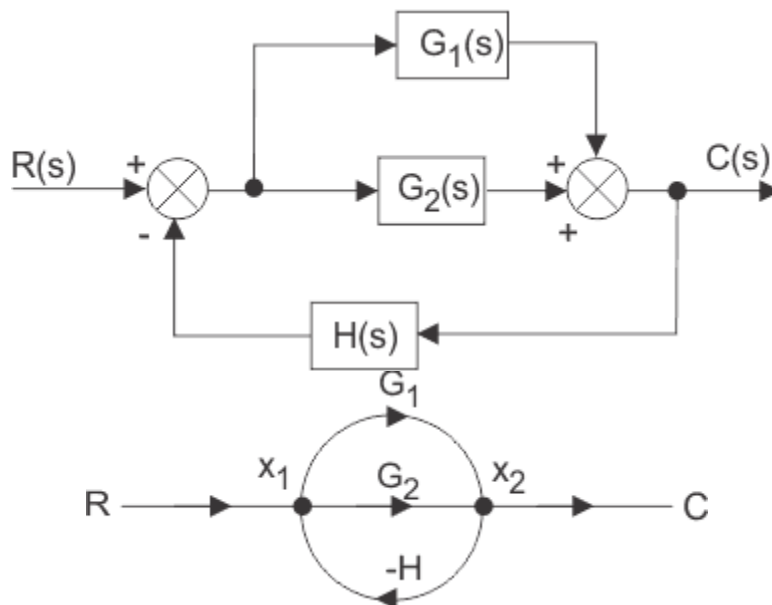 G1(s)
R(s)
+
-
G2(s)
+
+
C(s)
H(s)
G1
x1
G2
x2
R
C
-H